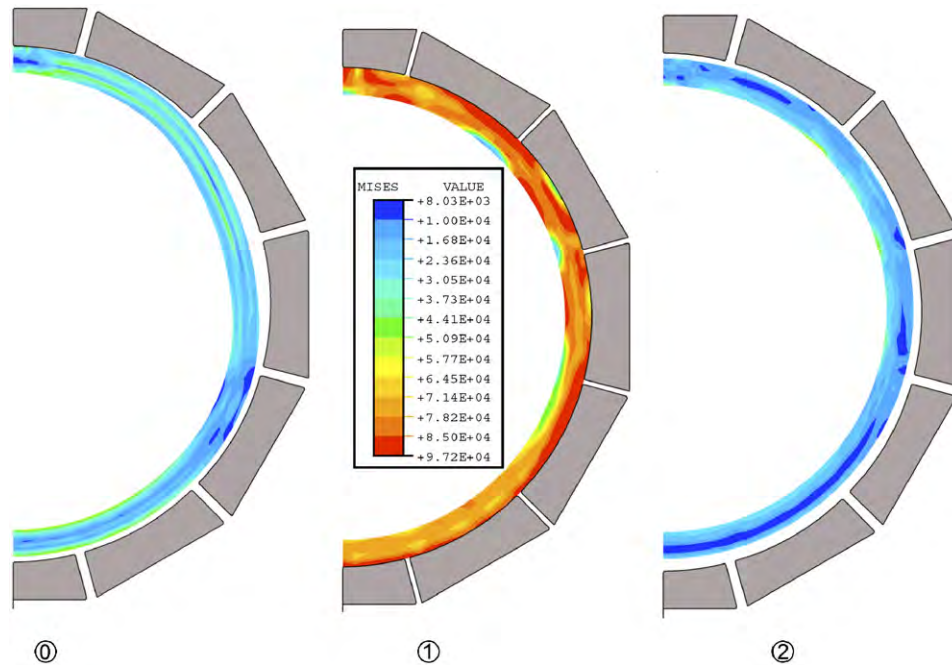 MISES VALUE
+8.03E+03
+1.00E+04
+1.68E+04
+2.36E+04
+3.05E+04
+3.73E+04
+4.41E+04
+5.09E+04
+5.77E+04
+6.45E+04
+7.14E+04
+7.82E+04
+8.50E+04
+9.72E+04
⓪ ① ②